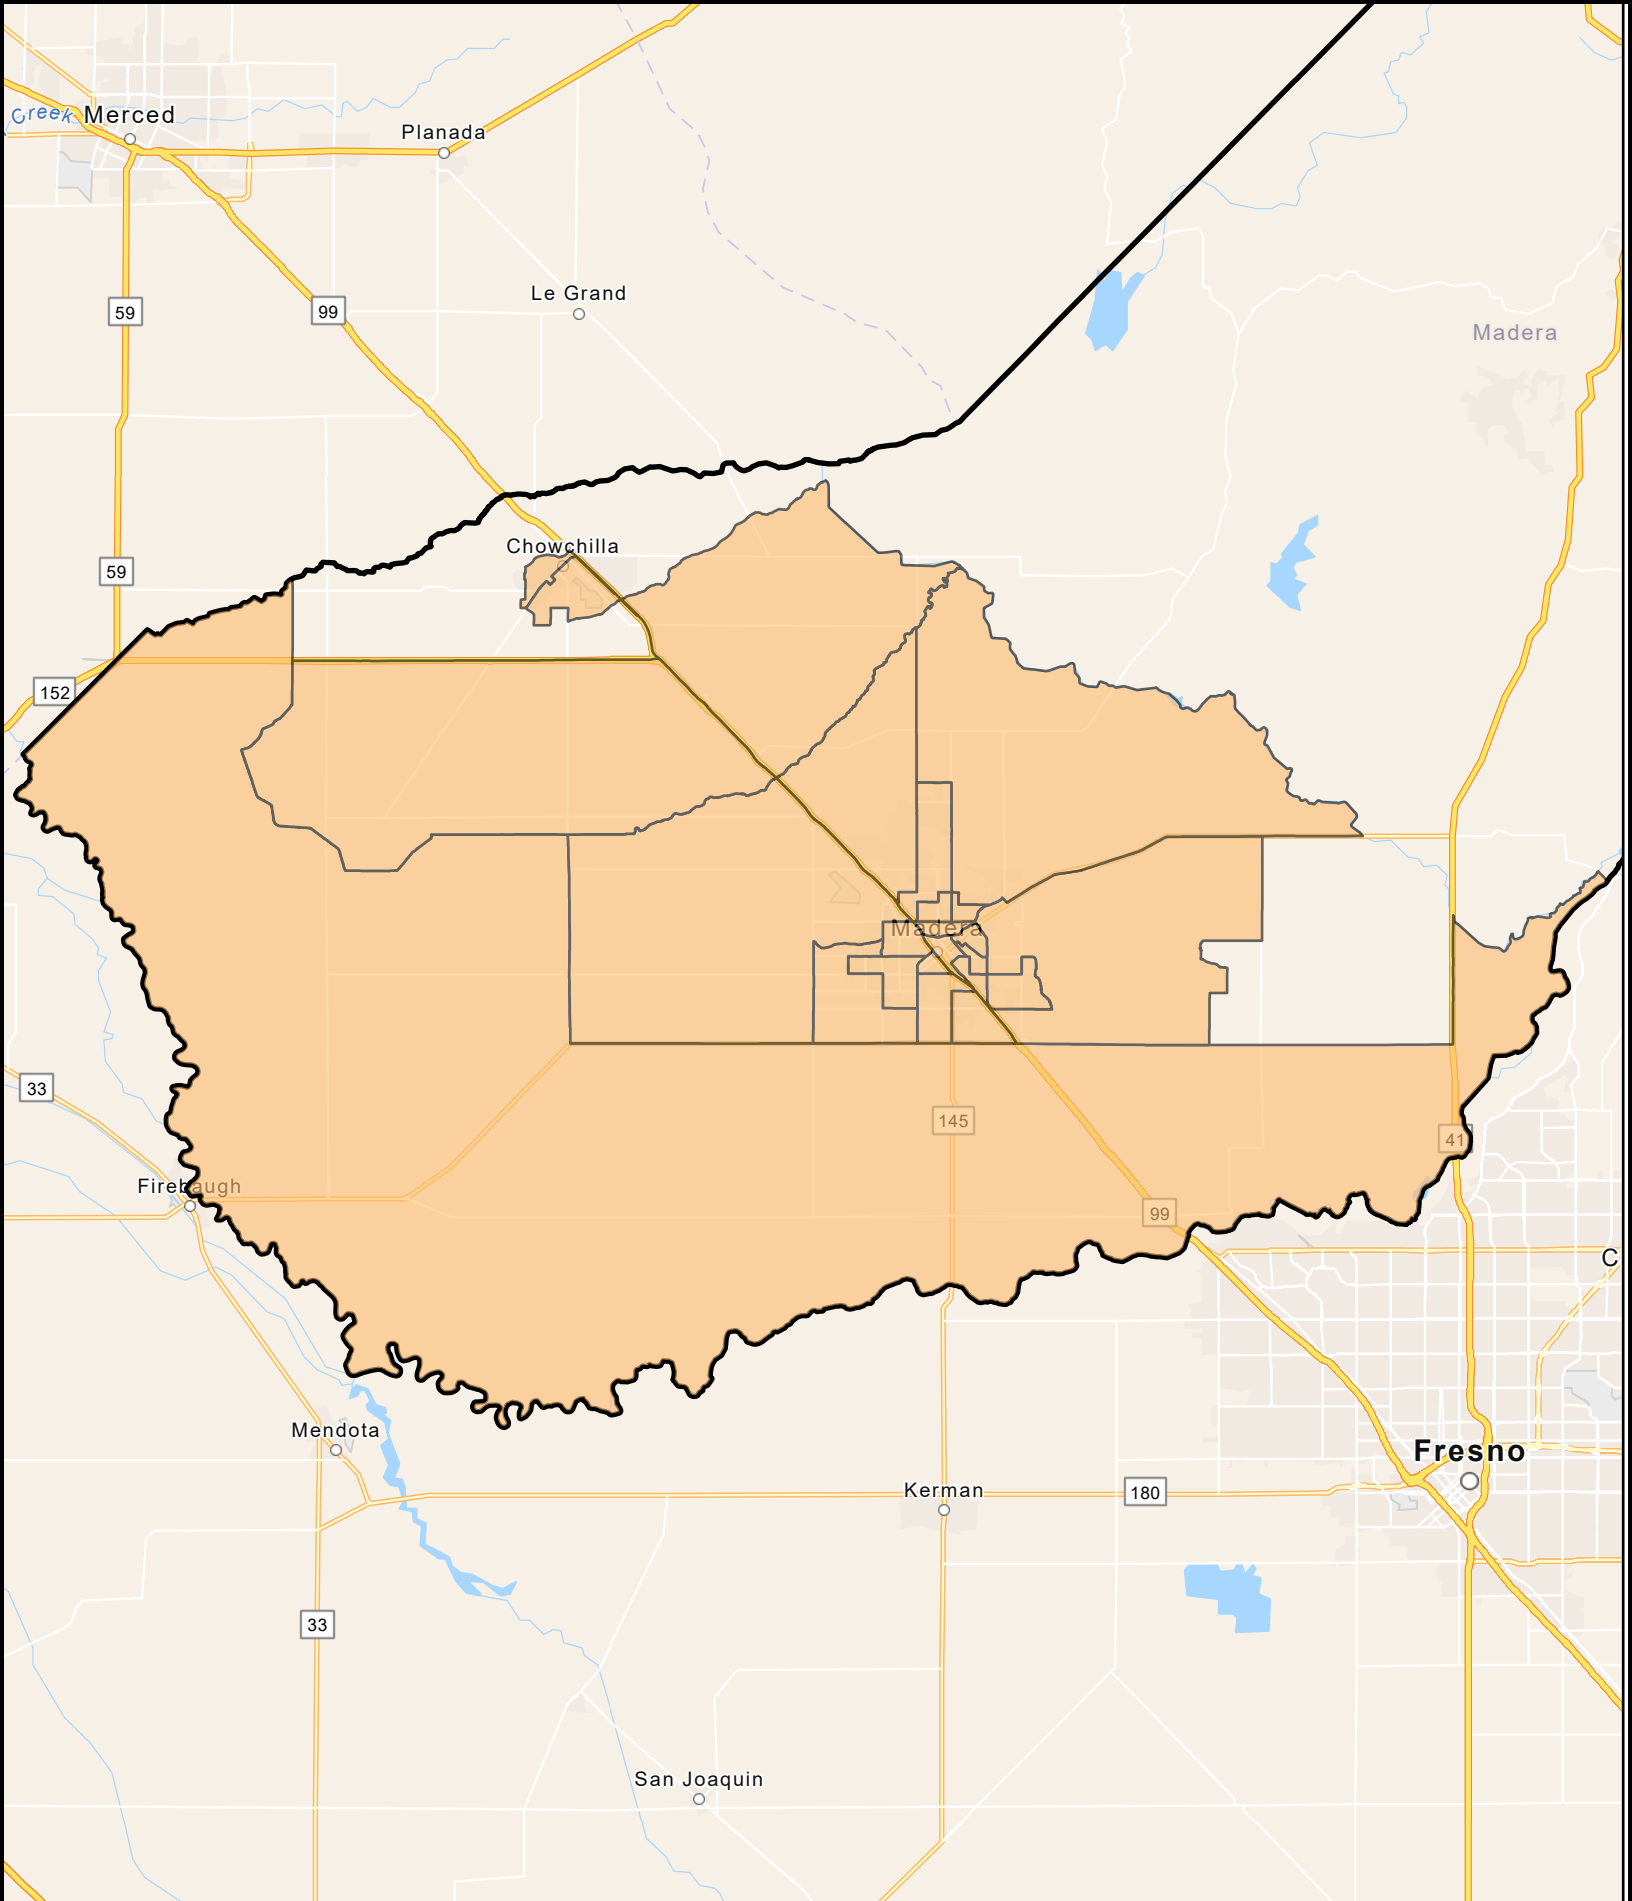 Creek
Merced
Planada
Le Grand
59
99
Madera
Chowchilla
59
152
Madera
33
145
41
Firebaugh
99
C
Mendota
Fresno
Kerman
180
33
San Joaquin